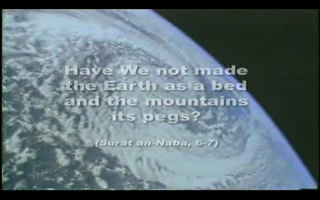 Have We not made
the Earth as a bed
and the mountains
its pegs?
(Surat an-Naba, 6-7)